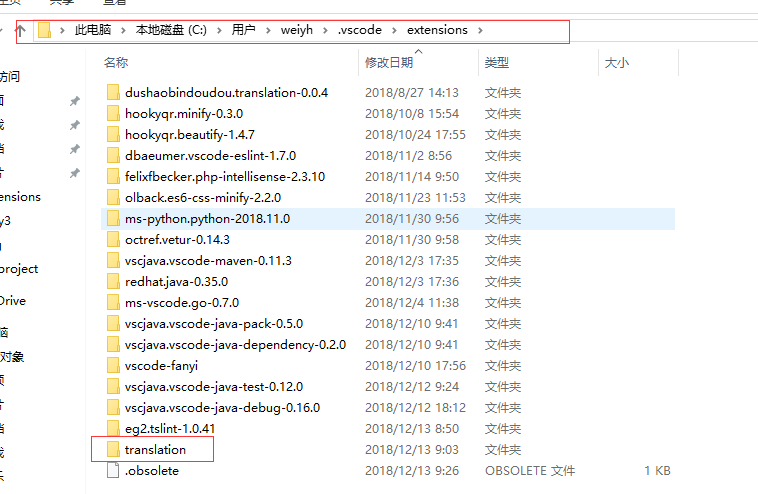 共享 查看
此电脑 本地磁盘 (C:) 用户 weiyh .vscode extensions
名称 修改日期 类型 大小
dushaobindoudou.translation-0.0.4 2018/8/27 14:13 文件夹
hookyqr.minify-0.3.0 2018/10/8 15:54 文件夹
hookyqr.beautify-1.4.7 2018/10/24 17:55 文件夹
dbaeumer.vscode-eslint-1.7.0 2018/11/2 8:56 文件夹
felixfbecker.php-intellisense-2.3.10 2018/11/14 9:50 文件夹
olback.es6-css-minify-2.2.0 2018/11/23 11:53 文件夹
ms-python.python-2018.11.0 2018/11/30 9:56 文件夹
octref.vetur-0.14.3 2018/11/30 9:58 文件夹
vscjava.vscode-maven-0.11.3 2018/12/3 17:35 文件夹
redhat.java-0.35.0 2018/12/3 17:36 文件夹
ms-vscode.go-0.7.0 2018/12/4 11:38 文件夹
vscjava.vscode-java-pack-0.5.0 2018/12/10 9:41 文件夹
vscjava.vscode-java-dependency-0.2.0 2018/12/10 9:41 文件夹
vscode-fanyi 2018/12/10 17:56 文件夹
vscjava.vscode-java-test-0.12.0 2018/12/12 9:24 文件夹
vscjava.vscode-java-debug-0.16.0 2018/12/12 18:12 文件夹
eg2.tslint-1.0.41 2018/12/13 8:50 文件夹
translation 2018/12/13 9:03 文件夹
.obsolete 2018/12/13 9:26 OBSOLETE 文件 1 KB
访问
ensions
y3
project
Drive
脑
对象